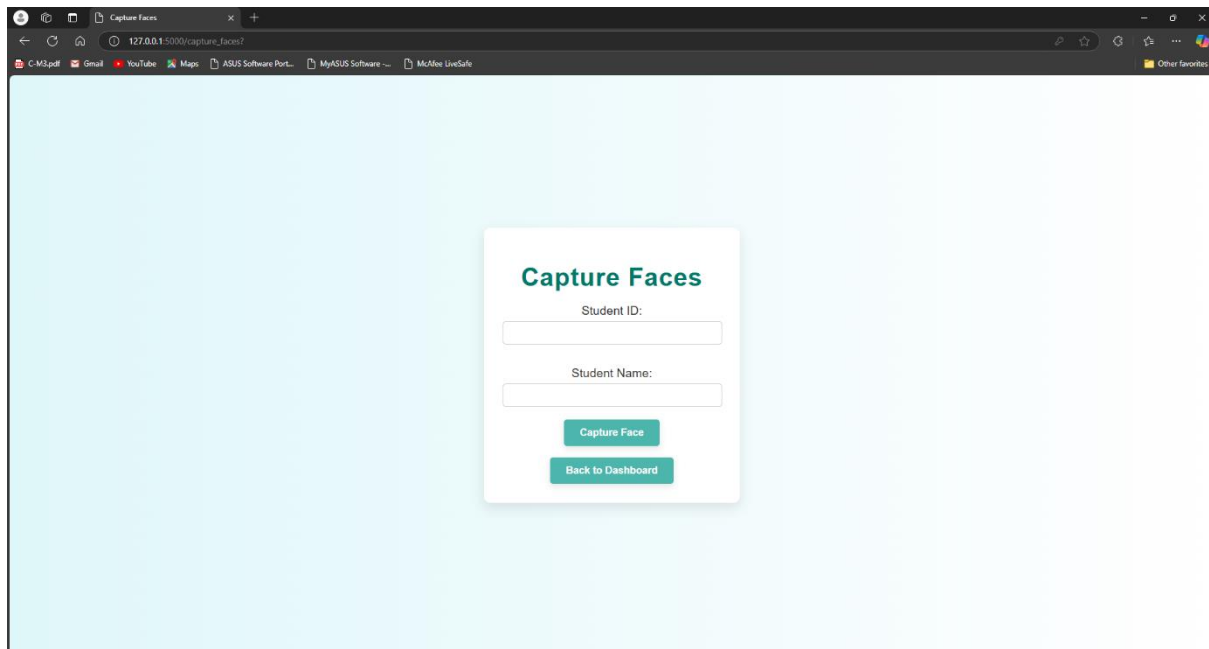 Capture Faces
127.0.0.1:5000/capture_faces?
C-M3.pdf Gmail YouTube Maps ASUS Software Port... MyASUS Software -... McAfee LiveSafe Other favorites
Capture Faces
Student ID:
Student Name:
Capture Face
Back to Dashboard